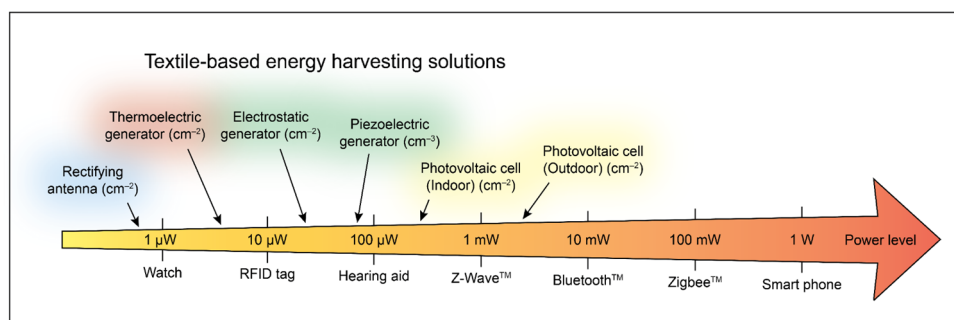 Textile-based energy harvesting solutions
Thermoelectric
generator (cm⁻²)
Electrostatic
generator (cm⁻²)
Piezoelectric
generator (cm⁻³)
Photovoltaic cell
(Outdoor) (cm⁻²)
Photovoltaic cell
(Indoor) (cm⁻²)
Rectifying
antenna (cm⁻²)
1 µW
10 µW
100 µW
1 mW
10 mW
100 mW
1 W
Power level
Watch
RFID tag
Hearing aid
Z-Wave™
Bluetooth™
Zigbee™
Smart phone